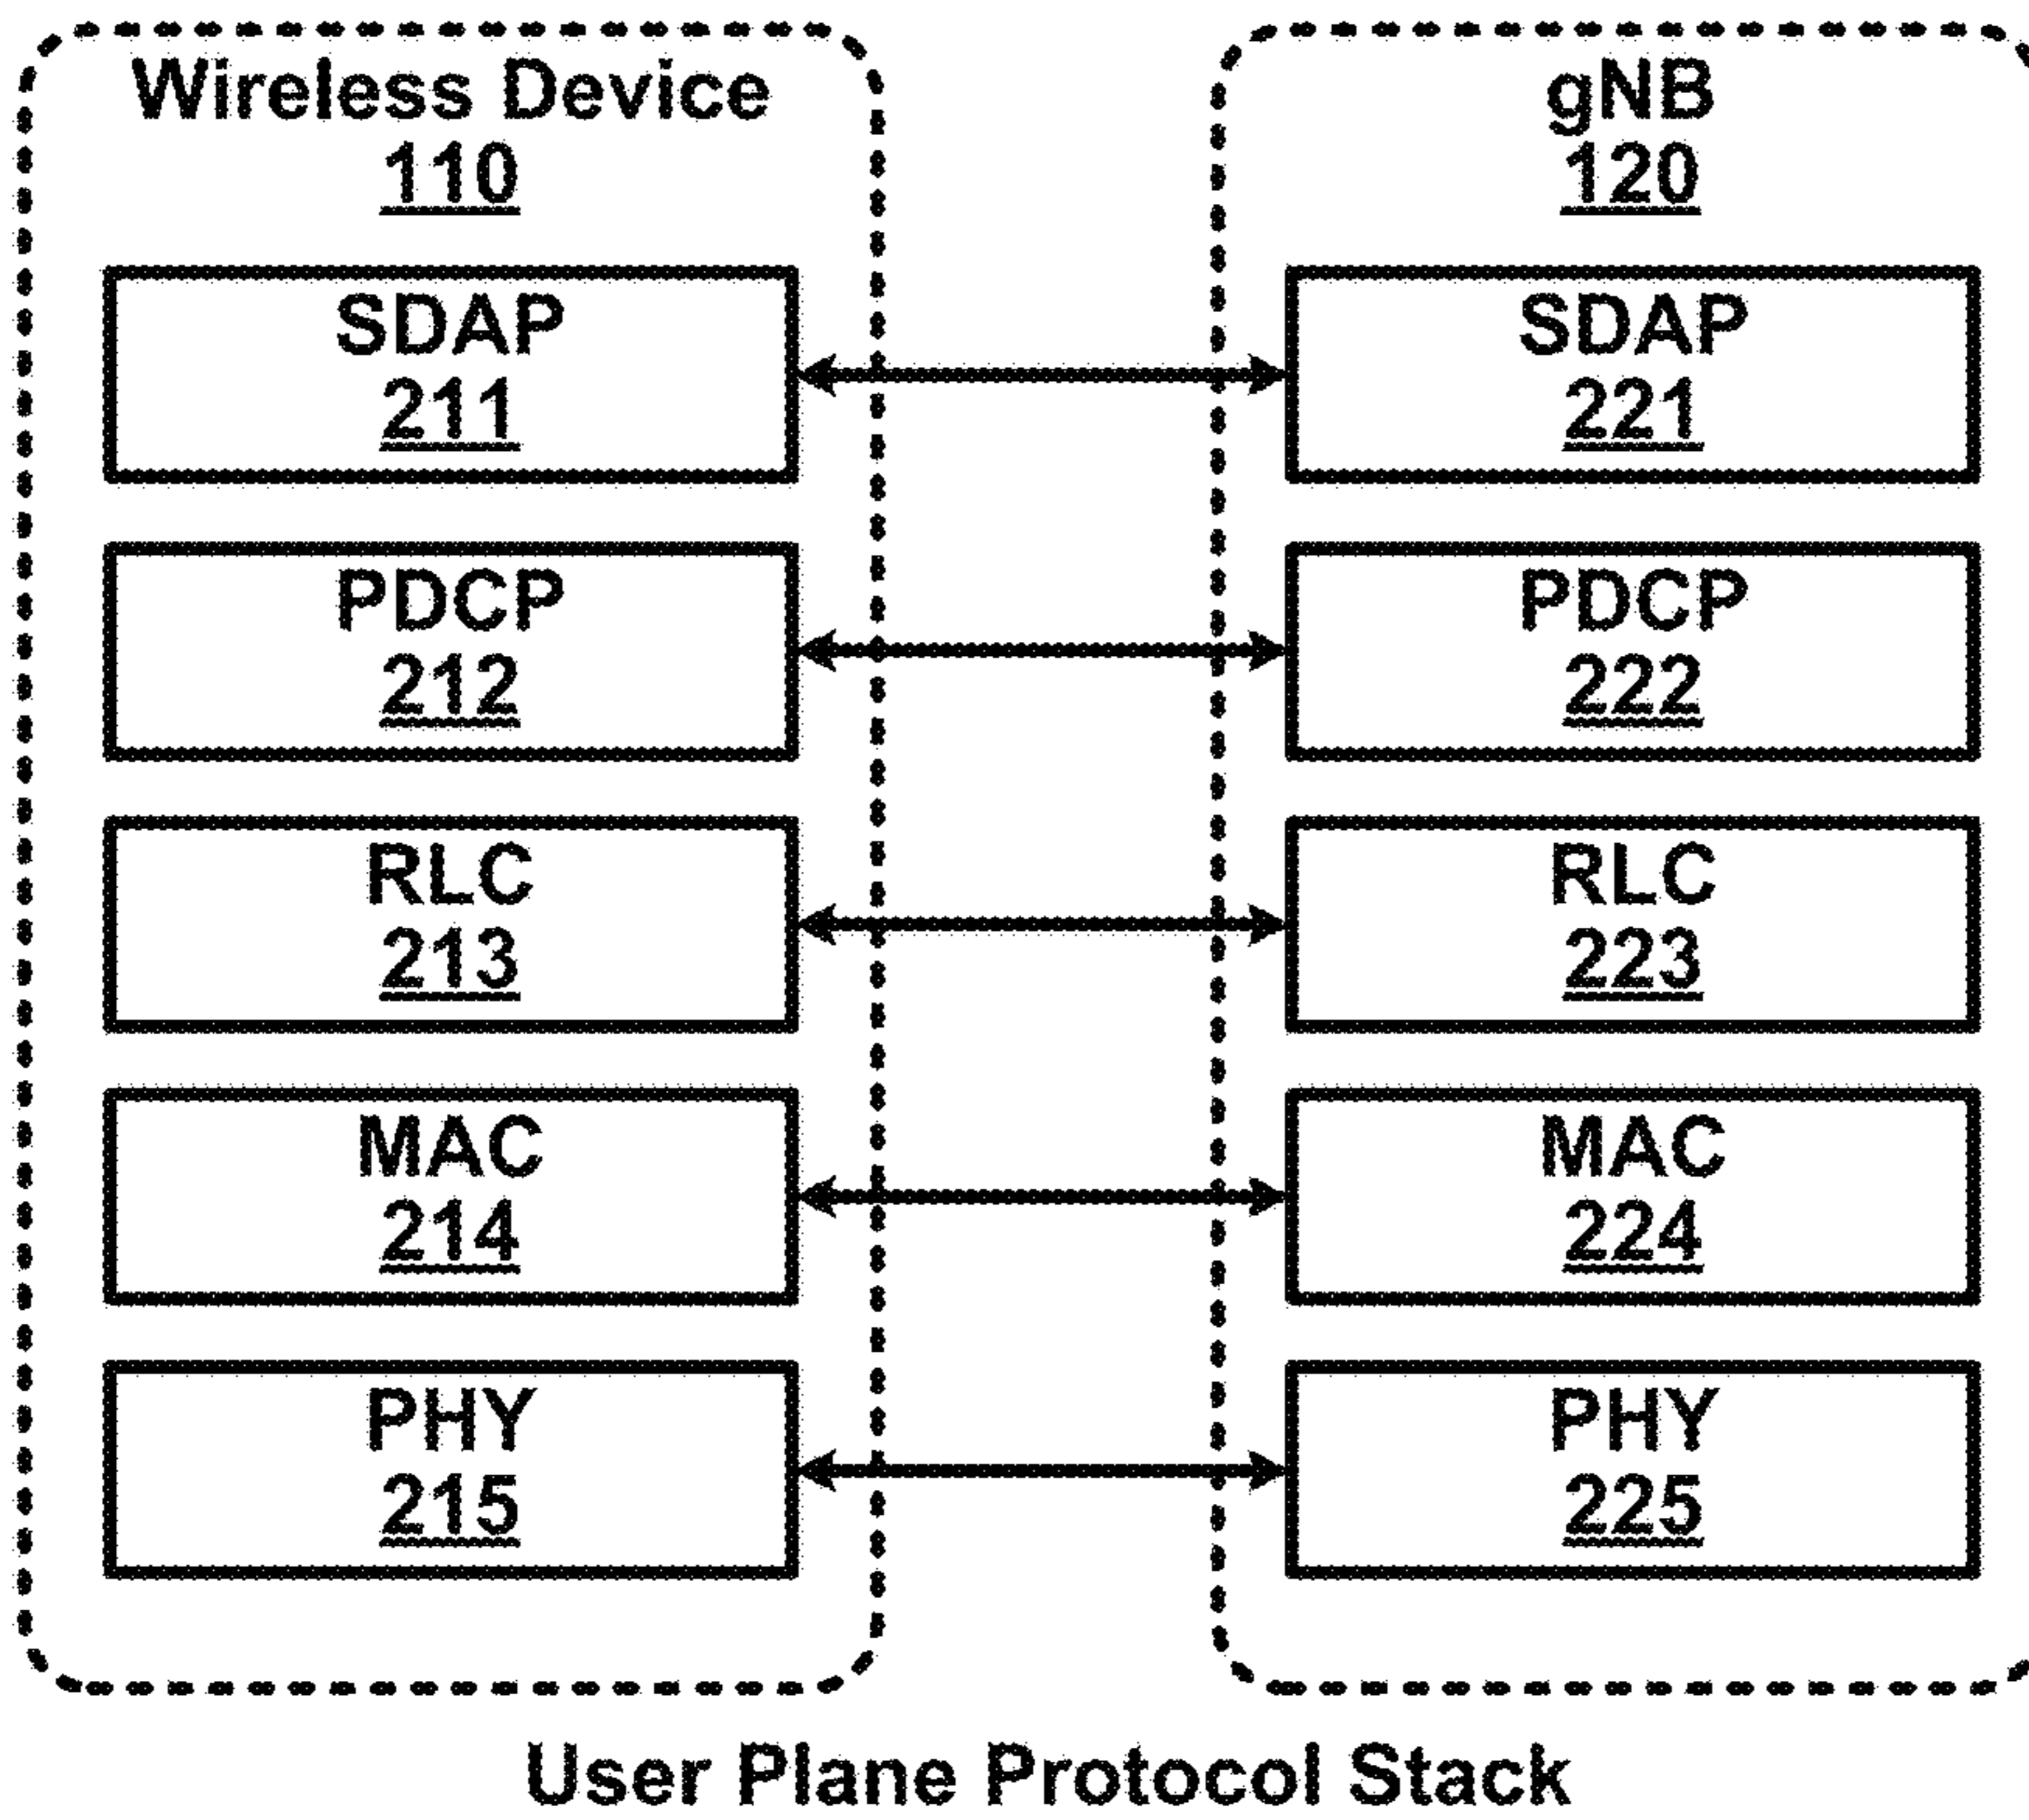 Wireless Device
110
SDAP
211
PDCP
212
RLC
213
MAC
214
PHY
215
gNB
120
SDAP
221
PDCP
222
RLC
223
MAC
224
PHY
225
User Plane Protocol Stack